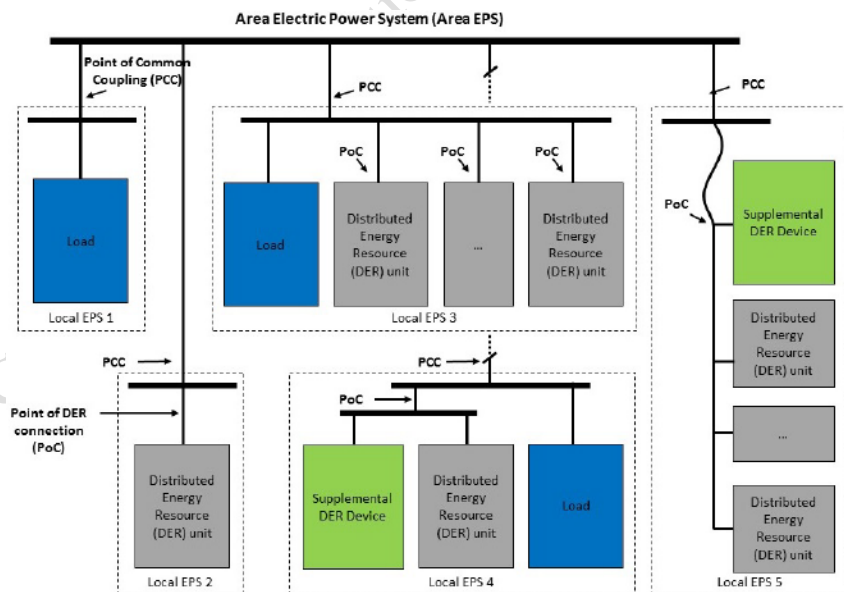 Area Electric Power System (Area EPS)
Point of Common
Coupling (PCC)
PCC
PCC
Load
Local EPS 1
PoC
PoC
PoC
Load
Distributed
Energy
Resource
(DER) unit
...
Distributed
Energy
Resource
(DER) unit
Local EPS 3
PoC
Supplemental
DER Device
Distributed
Energy
Resource
(DER) unit
...
Distributed
Energy
Resource
(DER) unit
Local EPS 5
PCC
Point of DER
connection
(PoC)
Distributed
Energy
Resource
(DER) unit
Local EPS 2
PCC
PoC
Supplemental
DER Device
Distributed
Energy
Resource
(DER) unit
Load
Local EPS 4